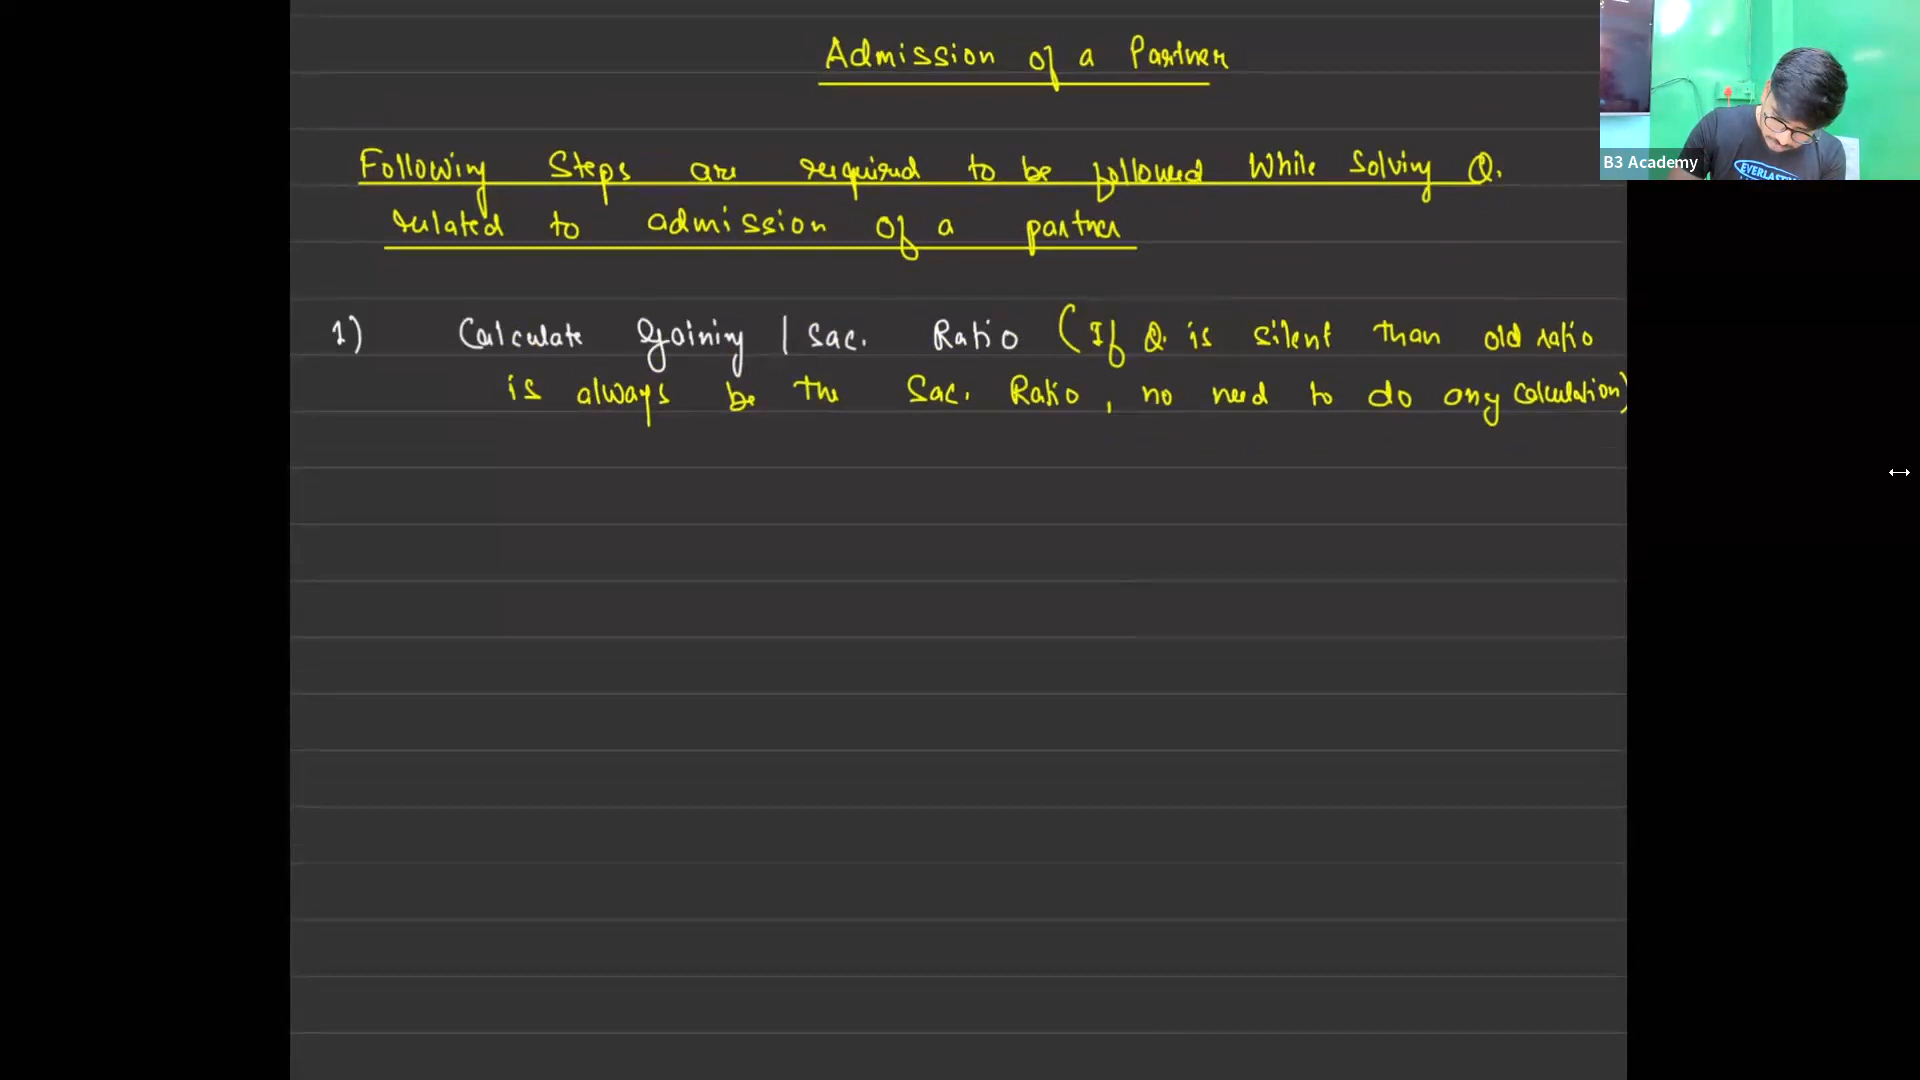 Admission of a Partner
Following Steps are required to be followed While Solving Q.
related to admission of a partner
1) Calculate Gaining / Sac. Ratio (If Q. is silent than old ratio
is always be the Sac. Ratio, no need to do any Calculation)
B3 Academy
EVERLAST